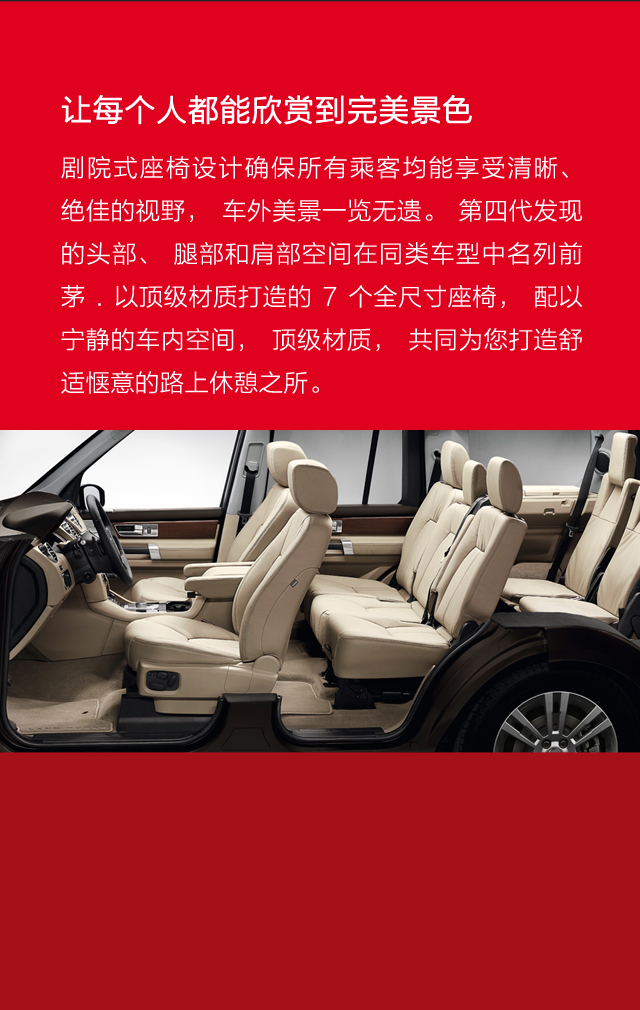 让每个人都能欣赏到完美景色
剧院式座椅设计确保所有乘客均能享受清晰、
绝佳的视野， 车外美景一览无遗。 第四代发现
的头部、 腿部和肩部空间在同类车型中名列前
茅 . 以顶级材质打造的 7 个全尺寸座椅， 配以
宁静的车内空间， 顶级材质， 共同为您打造舒
适惬意的路上休憩之所。